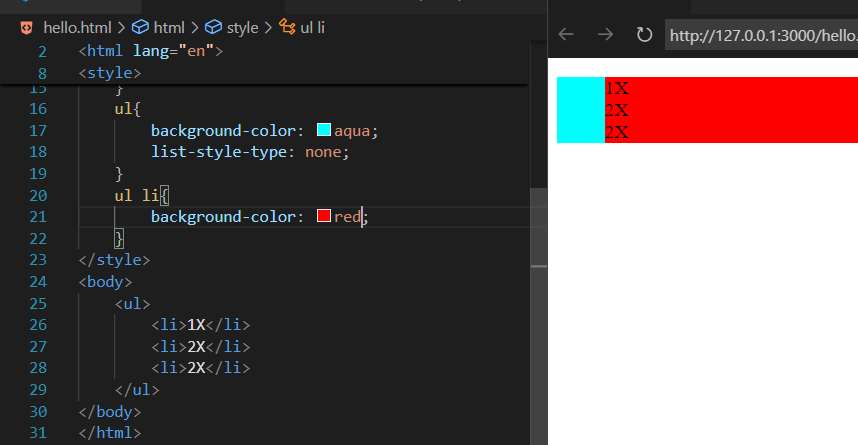 hello.html > html > style > ul li
2 <html lang="en">
8 <style>
15 }
16 ul{
17 background-color: aqua;
18 list-style-type: none;
19 }
20 ul li{
21 background-color: red;
22 }
23 </style>
24 <body>
25 <ul>
26 <li>1X</li>
27 <li>2X</li>
28 <li>2X</li>
29 </ul>
30 </body>
31 </html>
http://127.0.0.1:3000/hello.
1X
2X
2X